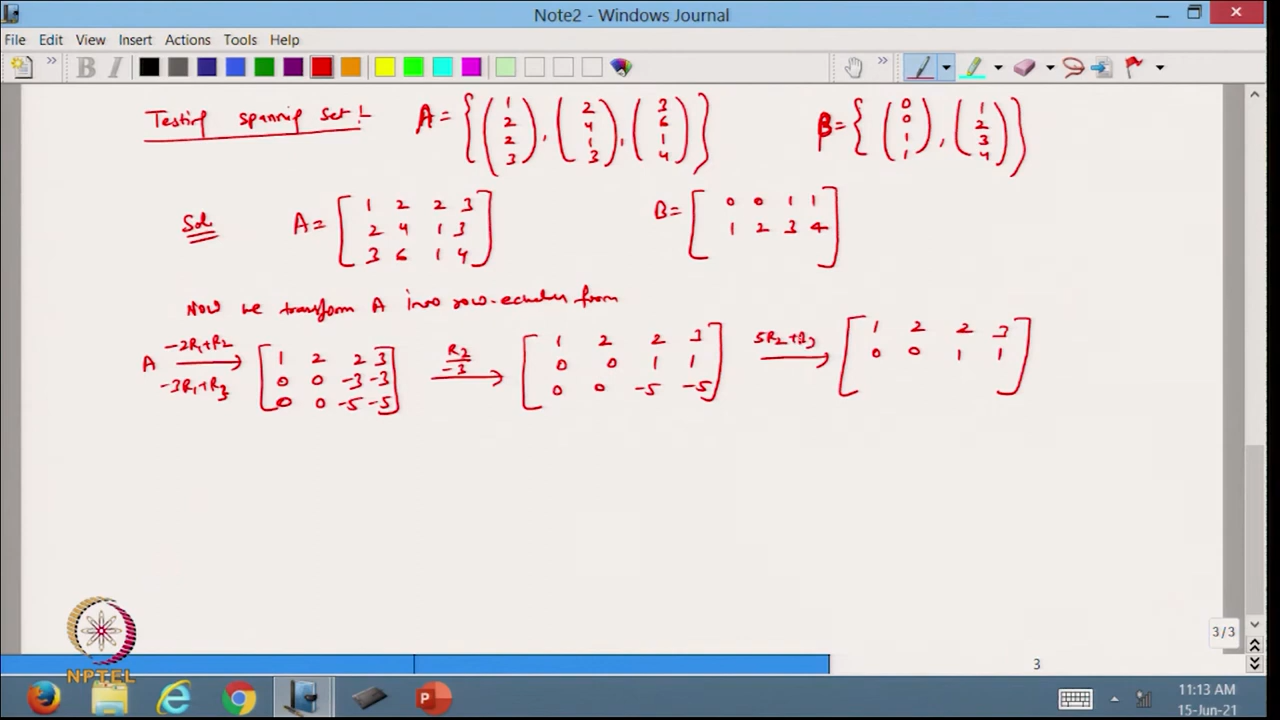 Note2 - Windows Journal
File Edit View Insert Actions Tools Help
Testing spannig set :- A = { (1 2 2 3), (2 4 1 3), (3 6 1 4) } B = { (0 0 1 1), (1 2 3 4) }
Sol A = [ 1 2 2 3
2 4 1 3
3 6 1 4 ]
B = [ 0 0 1 1
1 2 3 4 ]
Now we transform A into row-echelon from
A -2R1+R2 -3R1+R3 → [ 1 2 2 3
0 0 -3 -3
0 0 -5 -5 ]
R2/-3 → [ 1 2 2 3
0 0 1 1
0 0 -5 -5 ]
5R2+R3 → [ 1 2 2 3
0 0 1 1 ]
3/3
3
NPTEL
11:13 AM
15-Jun-21